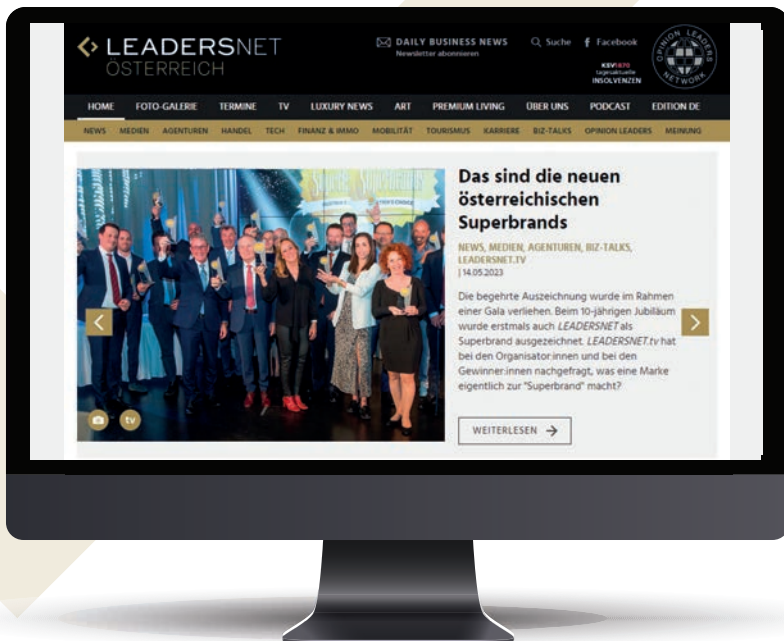 LEADERSNET
ÖSTERREICH
DAILY BUSINESS NEWS
Newsletter abonnieren
Suche
Facebook
KSV1870
tagesaktuelle
INSOLVENZEN
OPINION LEADERS NETWORK
HOME FOTO-GALERIE TERMINE TV LUXURY NEWS ART PREMIUM LIVING ÜBER UNS PODCAST EDITION DE
NEWS MEDIEN AGENTUREN HANDEL TECH FINANZ & IMMO MOBILITÄT TOURISMUS KARRIERE BIZ-TALKS OPINION LEADERS MEINUNG
Das sind die neuen
österreichischen
Superbrands
NEWS, MEDIEN, AGENTUREN, BIZ-TALKS,
LEADERSNET.TV
| 14.05.2023
Die begehrte Auszeichnung wurde im Rahmen
einer Gala verliehen. Beim 10-jährigen Jubiläum
wurde erstmals auch LEADERSNET als
Superbrand ausgezeichnet. LEADERSNET.tv hat
bei den Organisator:innen und bei den
Gewinner:innen nachgefragt, was eine Marke
eigentlich zur "Superbrand" macht?
WEITERLESEN
tv